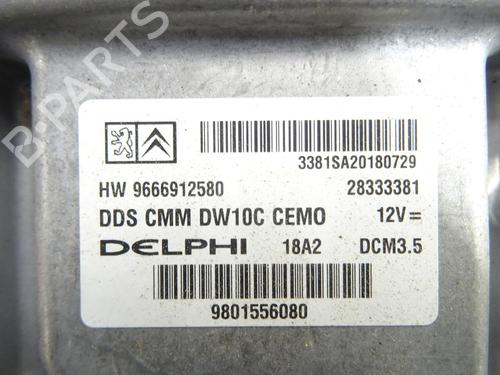 B-PARTS
3381SA20180729
HW 9666912580 28333381
DDS CMM DW10C CEMO 12V=
DELPHI 18A2 DCM3.5
9801556080